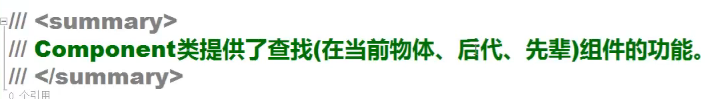 /// <summary>
/// Component类提供了查找(在当前物体、后代、先辈)组件的功能。
/// </summary>
0 个引用